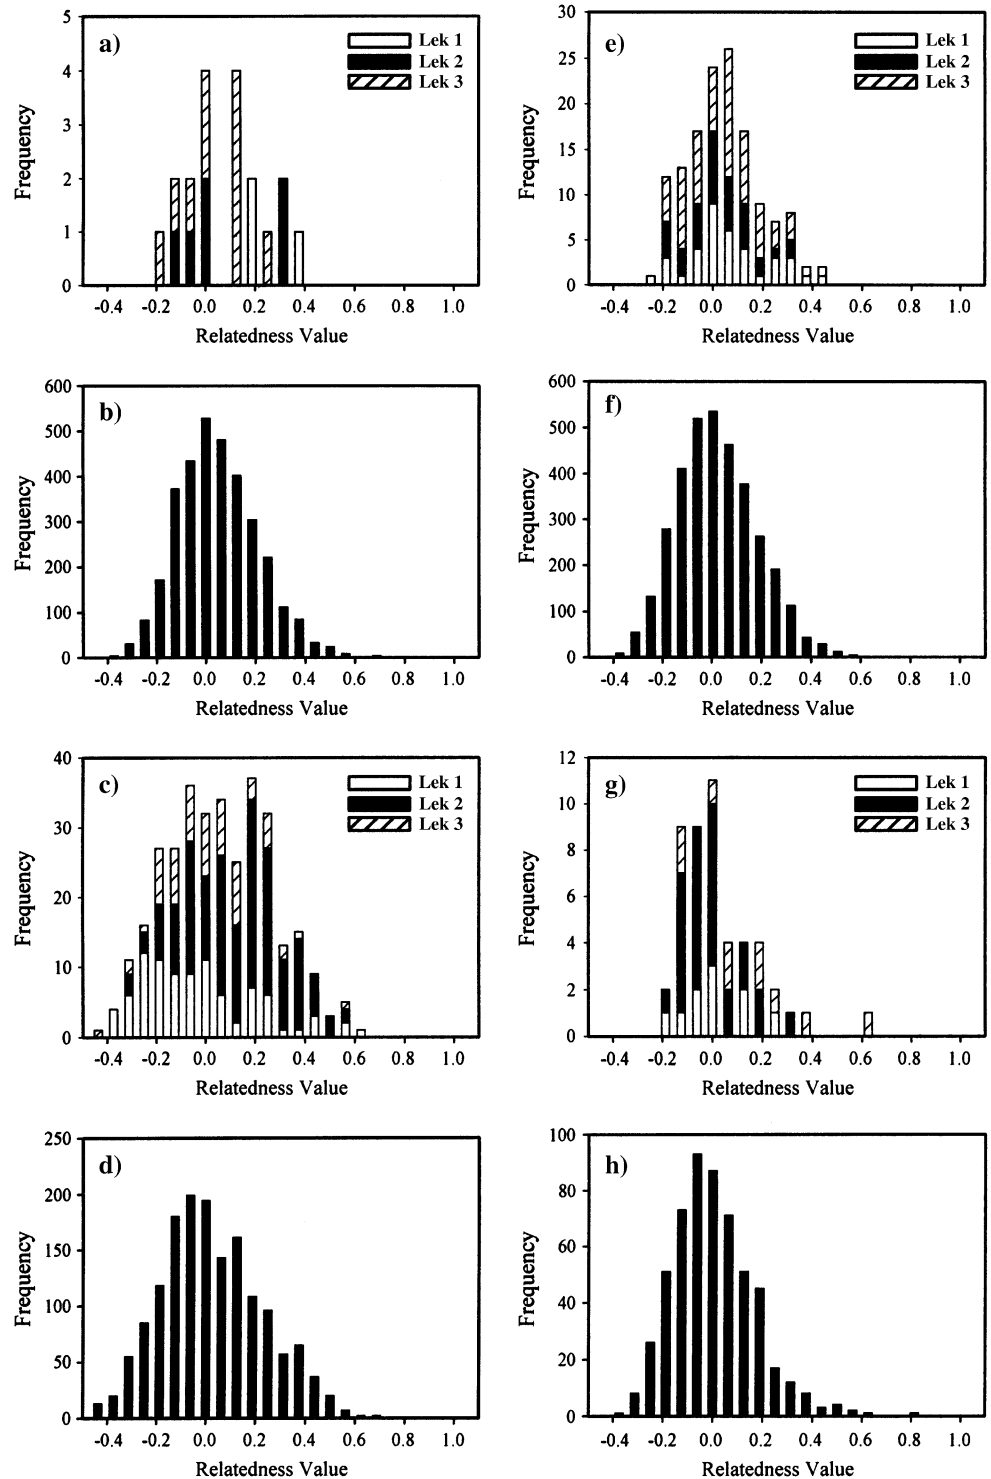 a)
Lek 1
Lek 2
Lek 3
Frequency
5
4
3
2
1
0
-0.4 -0.2 0.0 0.2 0.4 0.6 0.8 1.0
Relatedness Value
e)
Lek 1
Lek 2
Lek 3
Frequency
30
25
20
15
10
5
0
-0.4 -0.2 0.0 0.2 0.4 0.6 0.8 1.0
Relatedness Value
b)
Frequency
600
500
400
300
200
100
0
-0.4 -0.2 0.0 0.2 0.4 0.6 0.8 1.0
Relatedness Value
f)
Frequency
600
500
400
300
200
100
0
-0.4 -0.2 0.0 0.2 0.4 0.6 0.8 1.0
Relatedness Value
c)
Lek 1
Lek 2
Lek 3
Frequency
40
30
20
10
0
-0.4 -0.2 0.0 0.2 0.4 0.6 0.8 1.0
Relatedness Value
g)
Lek 1
Lek 2
Lek 3
Frequency
12
10
8
6
4
2
0
-0.4 -0.2 0.0 0.2 0.4 0.6 0.8 1.0
Relatedness Value
d)
Frequency
250
200
150
100
50
0
-0.4 -0.2 0.0 0.2 0.4 0.6 0.8 1.0
Relatedness Value
h)
Frequency
100
80
60
40
20
0
-0.4 -0.2 0.0 0.2 0.4 0.6 0.8 1.0
Relatedness Value